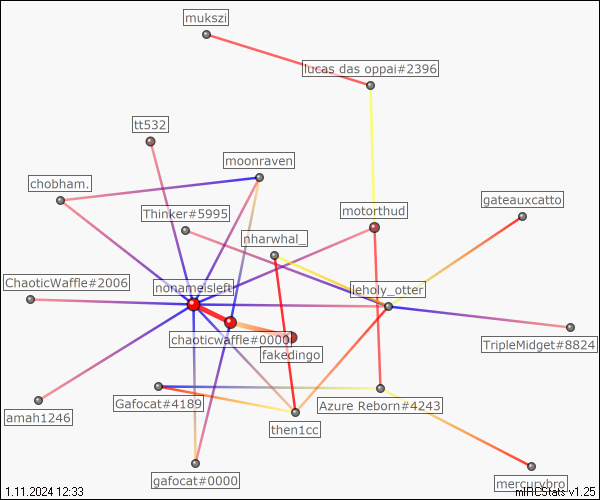 mukszi
lucas das oppai#2396
tt532
moonraven
chobham.
gateauxcatto
Thinker#5995
motorthud
nharwhal_
ChaoticWaffle#2006
nonameisleft
leholy_otter
chaoticwaffle#0000
TripleMidget#8824
fakedingo
Gafocat#4189
Azure Reborn#4243
amah1246
then1cc
gafocat#0000
mercurybro
1.11.2024 12:33
mIRCStats v1.25